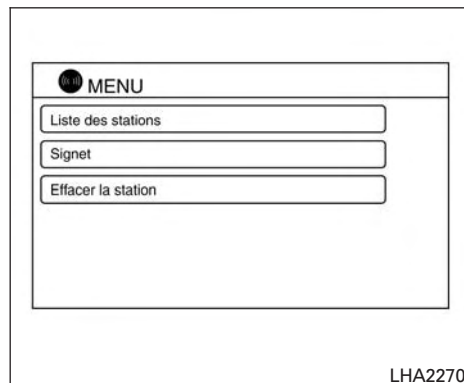 MENU
Liste des stations
Signet
Effacer la station
LHA2270